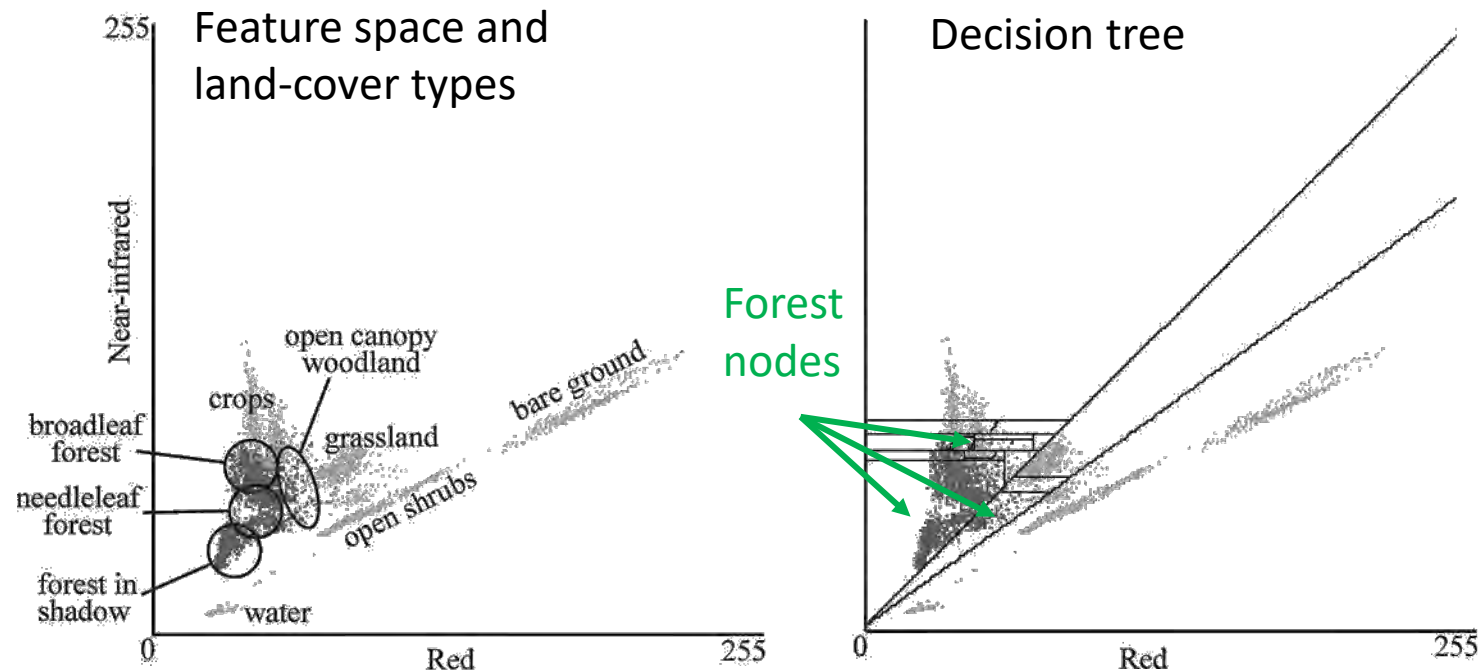 Feature space and
land-cover types
255
Near-infrared
open canopy
woodland
crops
bare ground
broadleaf
forest
grassland
needleleaf
forest
open shrubs
forest in
shadow
water
0
Red
255
Decision tree
Forest
nodes
0
Red
255